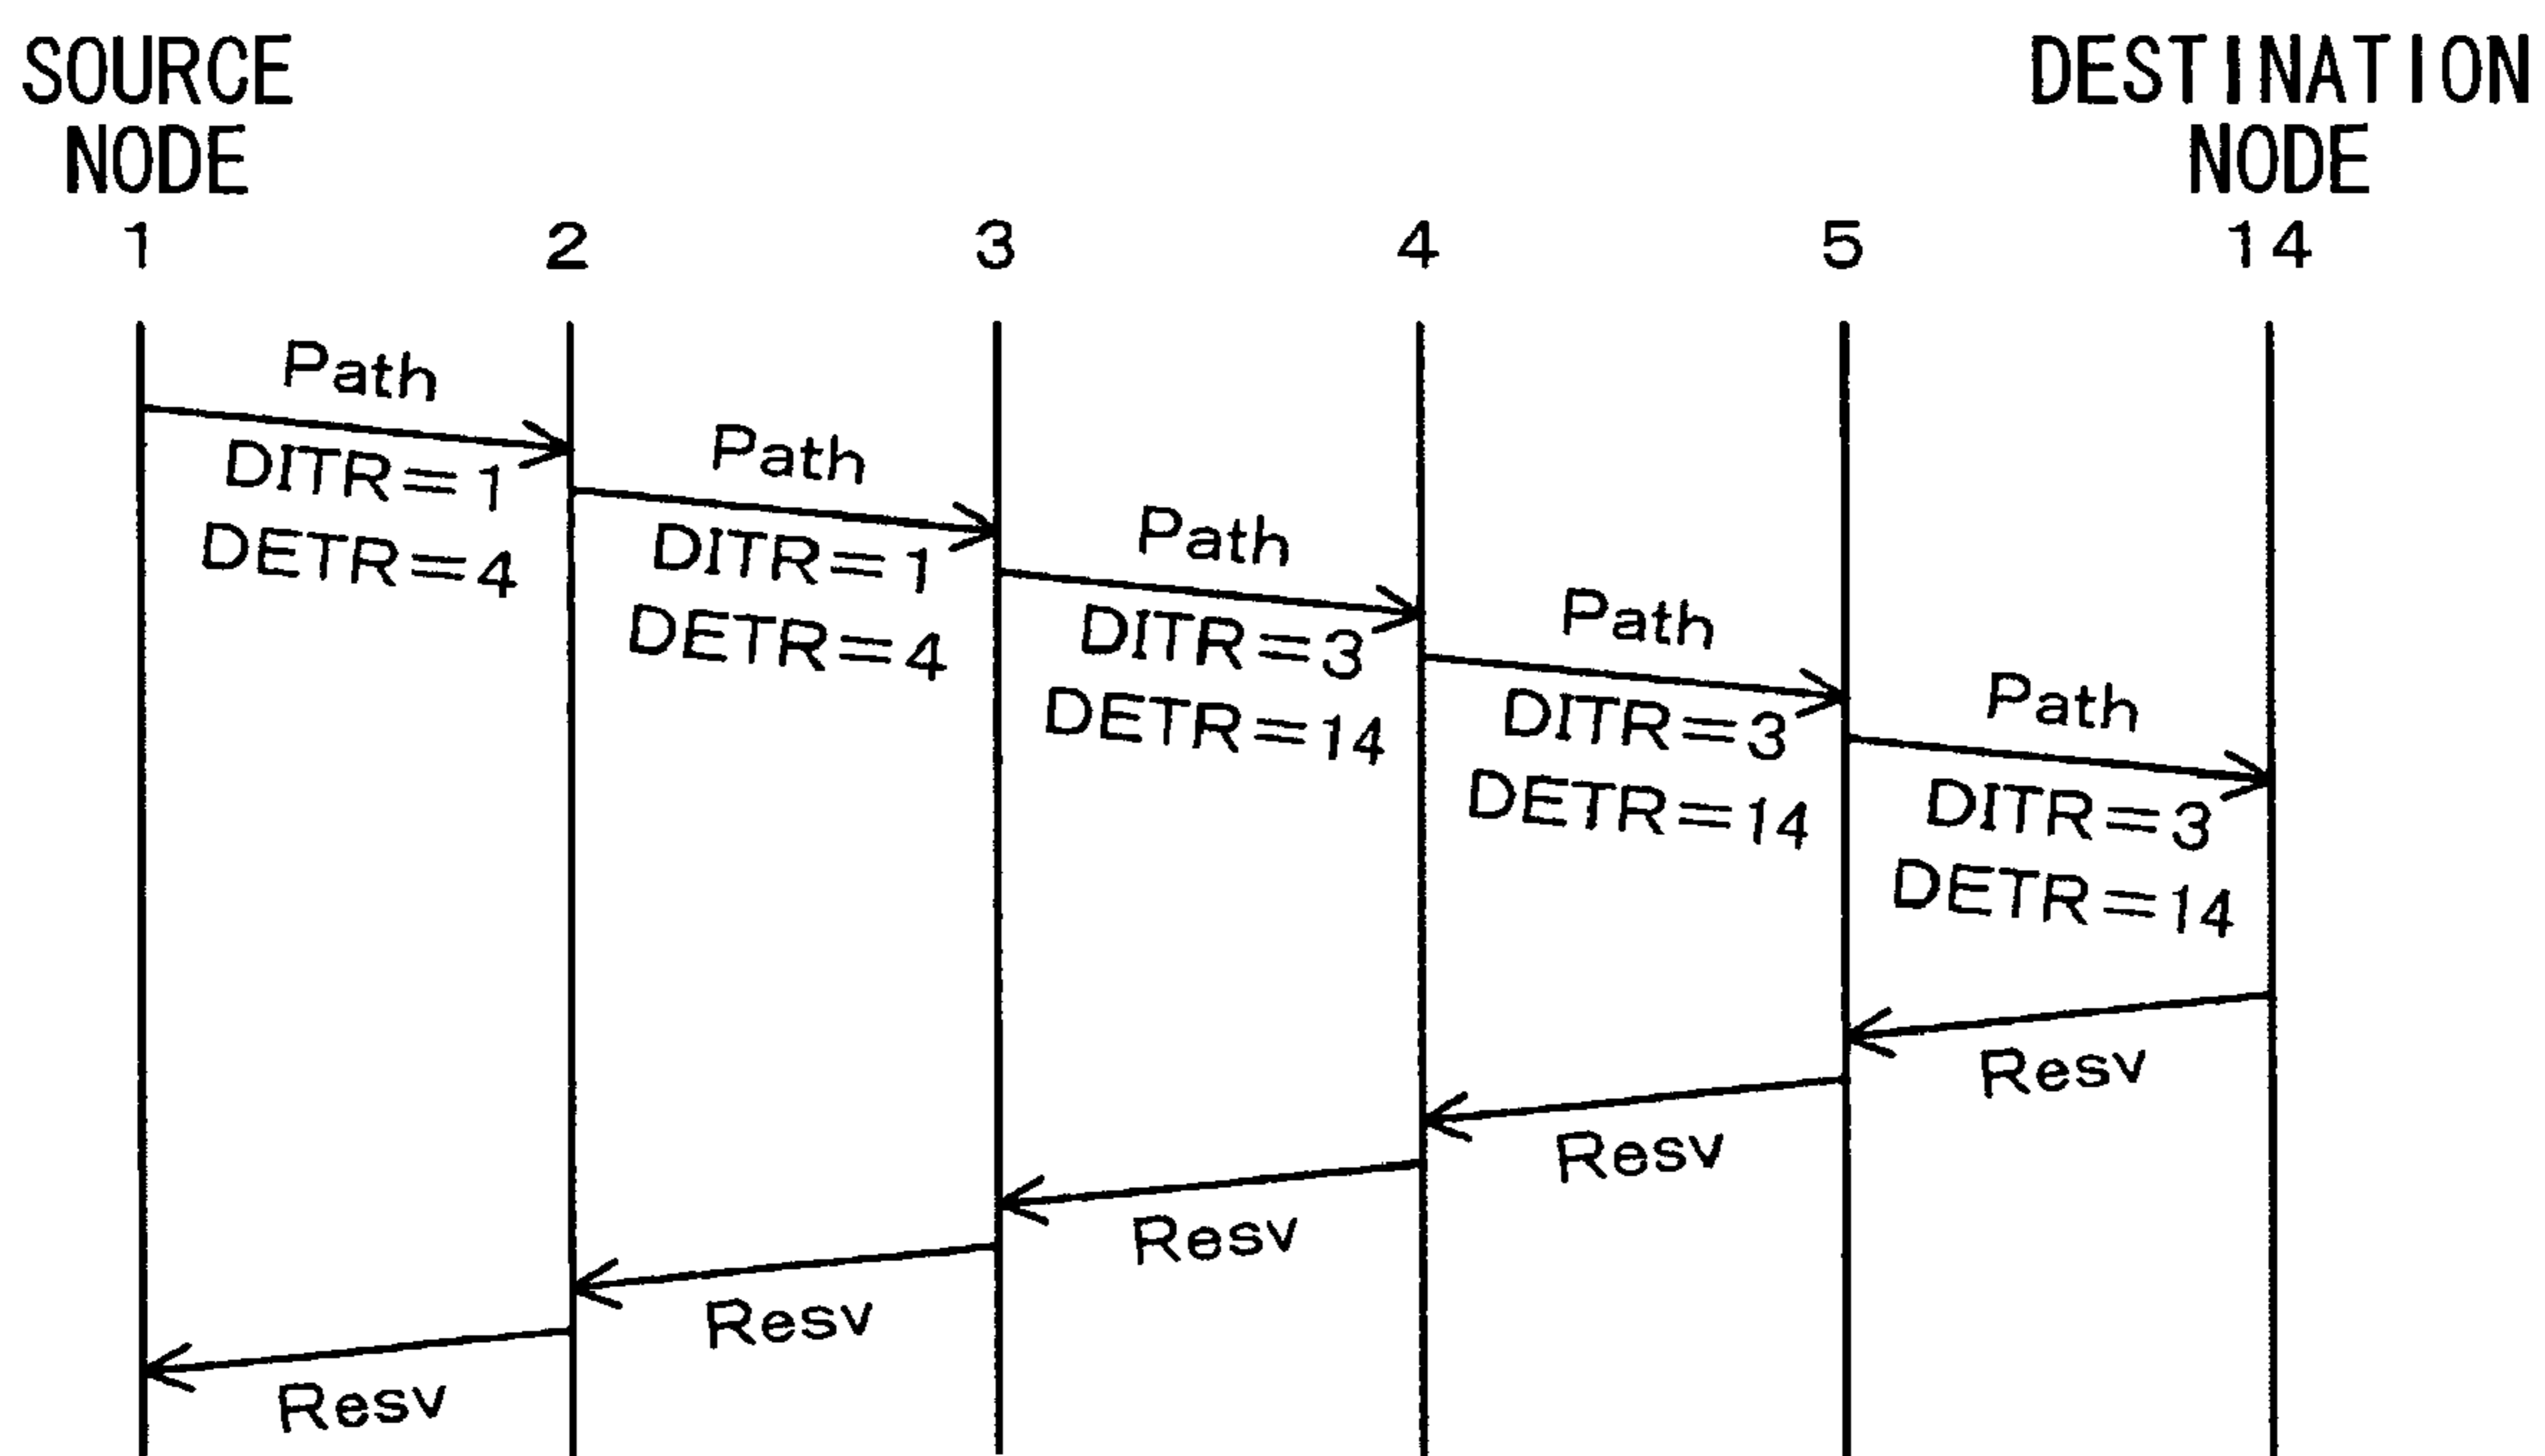 SOURCE
NODE
DESTINATION
NODE
1 2 3 4 5 14
Path
DITR=1
DETR=4
Path
DITR=1
DETR=4
Path
DITR=3
DETR=14
Path
DITR=3
DETR=14
Path
DITR=3
DETR=14
Resv
Resv
Resv
Resv
Resv